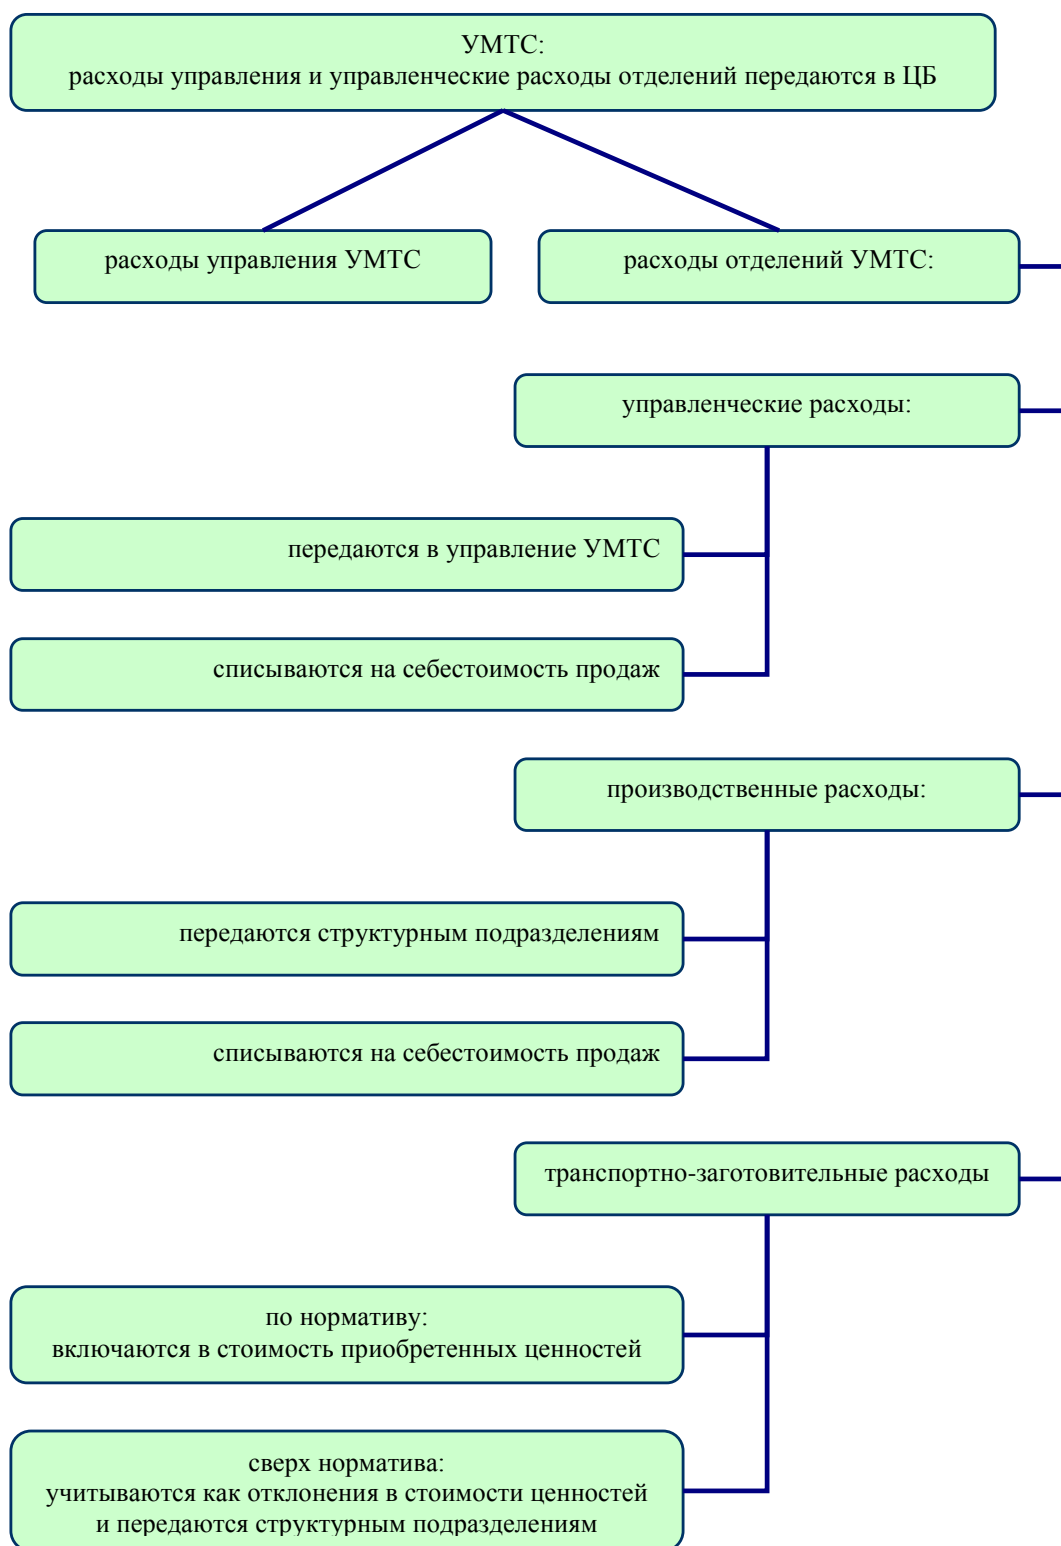 УМТС:
расходы управления и управленческие расходы отделений передаются в ЦБ
расходы управления УМТС
расходы отделений УМТС:
управленческие расходы:
передаются в управление УМТС
списываются на себестоимость продаж
производственные расходы:
передаются структурным подразделениям
списываются на себестоимость продаж
транспортно-заготовительные расходы
по нормативу:
включаются в стоимость приобретенных ценностей
сверх норматива:
учитываются как отклонения в стоимости ценностей
и передаются структурным подразделениям